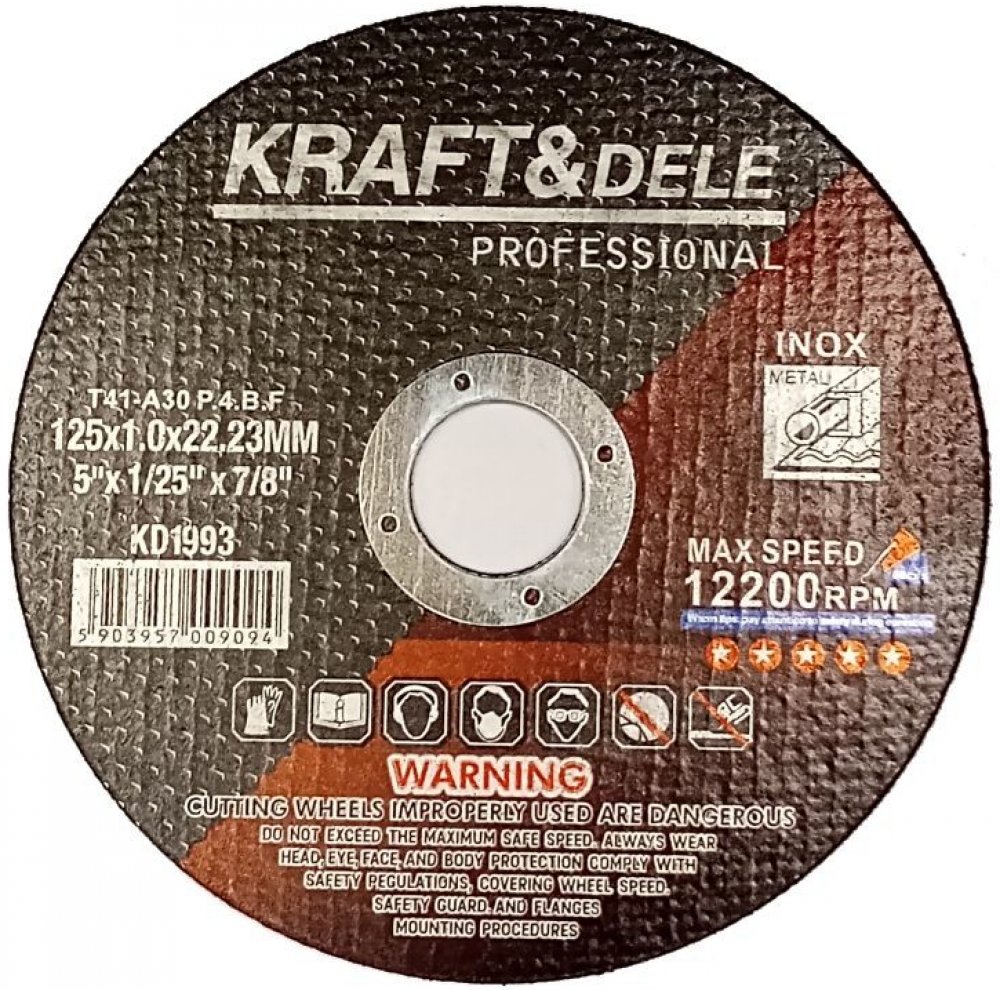 KRAFT&DELE
PROFESSIONAL
INOX
METAL
T41-A30 P.4.B.F
125x1.0x22.23MM
5"x 1/25" x 7/8"
KD1993
5 903957 009094
MAX SPEED
12200RPM
WARNING
CUTTING WHEELS IMPROPERLY USED ARE DANGEROUS
DO NOT EXCEED THE MAXIMUM SAFE SPEED. ALWAYS WEAR
HEAD, EYE, FACE, AND BODY PROTECTION COMPLY WITH
SAFETY PEGULATIONS, COVERING WHEEL SPEED.
SAFETY GUARD. AND FLANGES
MOUNTING PROCEDURES